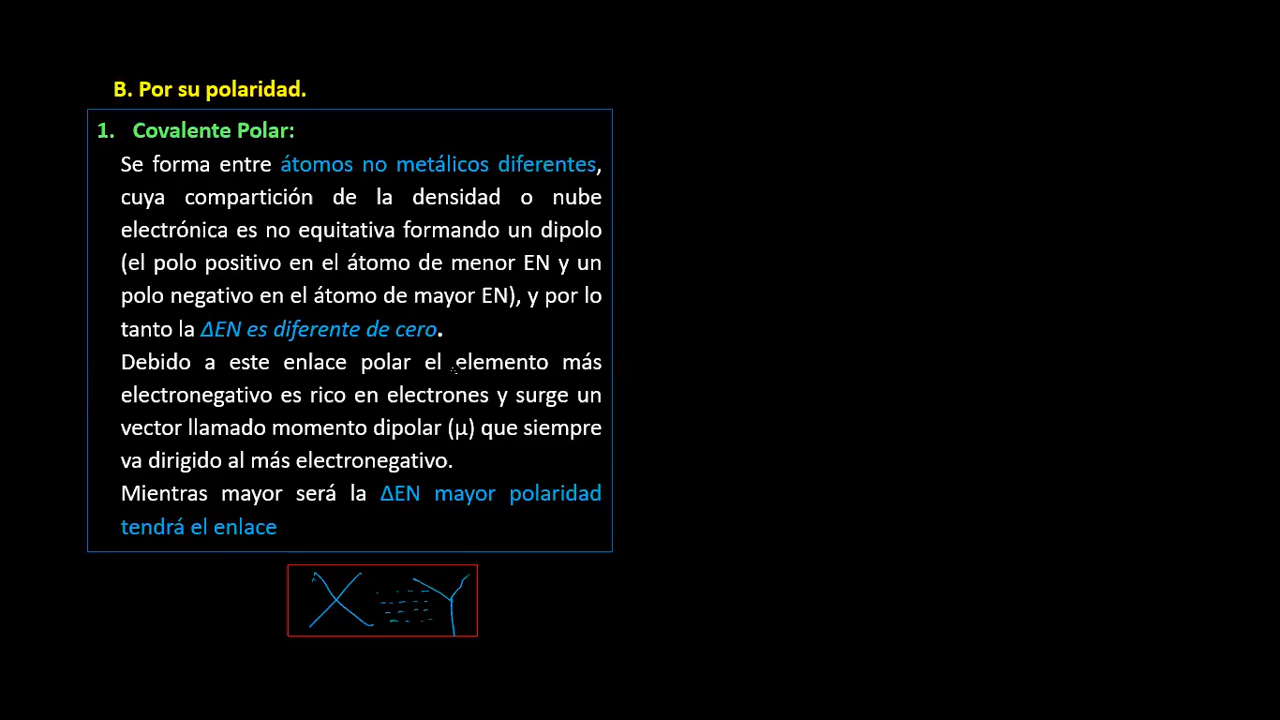 B. Por su polaridad.
1. Covalente Polar:
Se forma entre átomos no metálicos diferentes,
cuya compartición de la densidad o nube
electrónica es no equitativa formando un dipolo
(el polo positivo en el átomo de menor EN y un
polo negativo en el átomo de mayor EN), y por lo
tanto la ΔEN es diferente de cero.
Debido a este enlace polar el elemento más
electronegativo es rico en electrones y surge un
vector llamado momento dipolar (μ) que siempre
va dirigido al más electronegativo.
Mientras mayor será la ΔEN mayor polaridad
tendrá el enlace
X Y